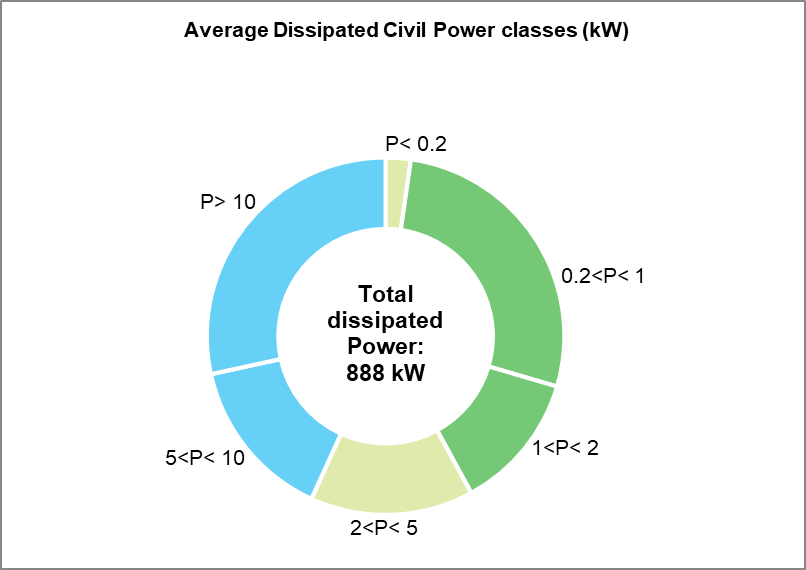 Average Dissipated Civil Power classes (kW)
P< 0.2
P> 10
0.2<P< 1
Total
dissipated
Power:
888 kW
1<P< 2
5<P< 10
2<P< 5